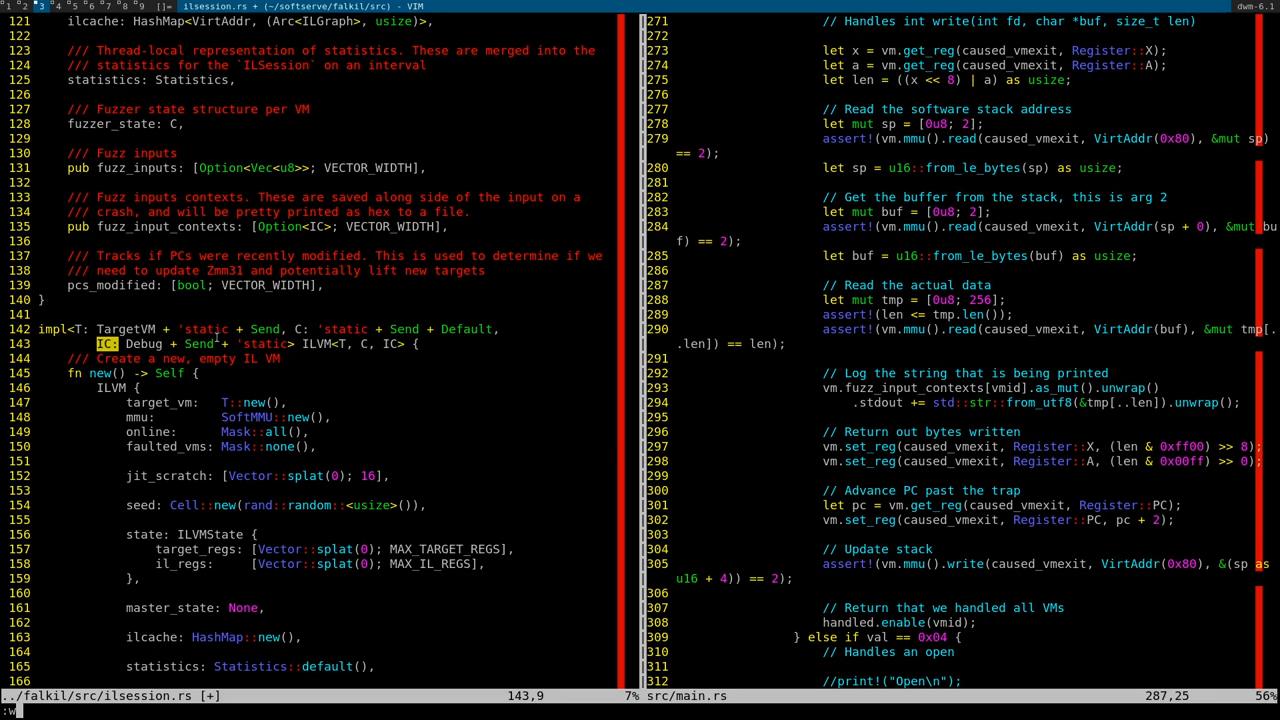 1 2 3 4 5 6 7 8 9 []= ilsession.rs + (~/softserve/falkil/src) - VIM dwm-6.1
121 ilcache: HashMap<VirtAddr, (Arc<ILGraph>, usize)>,
122
123 /// Thread-local representation of statistics. These are merged into the
124 /// statistics for the `ILSession` on an interval
125 statistics: Statistics,
126
127 /// Fuzzer state structure per VM
128 fuzzer_state: C,
129
130 /// Fuzz inputs
131 pub fuzz_inputs: [Option<Vec<u8>>; VECTOR_WIDTH],
132
133 /// Fuzz inputs contexts. These are saved along side of the input on a
134 /// crash, and will be pretty printed as hex to a file.
135 pub fuzz_input_contexts: [Option<IC>; VECTOR_WIDTH],
136
137 /// Tracks if PCs were recently modified. This is used to determine if we
138 /// need to update Zmm31 and potentially lift new targets
139 pcs_modified: [bool; VECTOR_WIDTH],
140 }
141
142 impl<T: TargetVM + 'static + Send, C: 'static + Send + Default,
143 IC: Debug + Send + 'static> ILVM<T, C, IC> {
144 /// Create a new, empty IL VM
145 fn new() -> Self {
146 ILVM {
147 target_vm: T::new(),
148 mmu: SoftMMU::new(),
149 online: Mask::all(),
150 faulted_vms: Mask::none(),
151
152 jit_scratch: [Vector::splat(0); 16],
153
154 seed: Cell::new(rand::random::<usize>()),
155
156 state: ILVMState {
157 target_regs: [Vector::splat(0); MAX_TARGET_REGS],
158 il_regs: [Vector::splat(0); MAX_IL_REGS],
159 },
160
161 master_state: None,
162
163 ilcache: HashMap::new(),
164
165 statistics: Statistics::default(),
166
../falkil/src/ilsession.rs [+] 143,9 7%
:w
271 // Handles int write(int fd, char *buf, size_t len)
272
273 let x = vm.get_reg(caused_vmexit, Register::X);
274 let a = vm.get_reg(caused_vmexit, Register::A);
275 let len = ((x << 8) | a) as usize;
276
277 // Read the software stack address
278 let mut sp = [0u8; 2];
279 assert!(vm.mmu().read(caused_vmexit, VirtAddr(0x80), &mut sp)
== 2);
280 let sp = u16::from_le_bytes(sp) as usize;
281
282 // Get the buffer from the stack, this is arg 2
283 let mut buf = [0u8; 2];
284 assert!(vm.mmu().read(caused_vmexit, VirtAddr(sp + 0), &mut bu
f) == 2);
285 let buf = u16::from_le_bytes(buf) as usize;
286
287 // Read the actual data
288 let mut tmp = [0u8; 256];
289 assert!(len <= tmp.len());
290 assert!(vm.mmu().read(caused_vmexit, VirtAddr(buf), &mut tmp[.
.len]) == len);
291
292 // Log the string that is being printed
293 vm.fuzz_input_contexts[vmid].as_mut().unwrap()
294 .stdout += std::str::from_utf8(&tmp[..len]).unwrap();
295
296 // Return out bytes written
297 vm.set_reg(caused_vmexit, Register::X, (len & 0xff00) >> 8);
298 vm.set_reg(caused_vmexit, Register::A, (len & 0x00ff) >> 0);
299
300 // Advance PC past the trap
301 let pc = vm.get_reg(caused_vmexit, Register::PC);
302 vm.set_reg(caused_vmexit, Register::PC, pc + 2);
303
304 // Update stack
305 assert!(vm.mmu().write(caused_vmexit, VirtAddr(0x80), &(sp as
u16 + 4)) == 2);
306
307 // Return that we handled all VMs
308 handled.enable(vmid);
309 } else if val == 0x04 {
310 // Handles an open
311
312 //print!("Open\n");
src/main.rs 287,25 56%